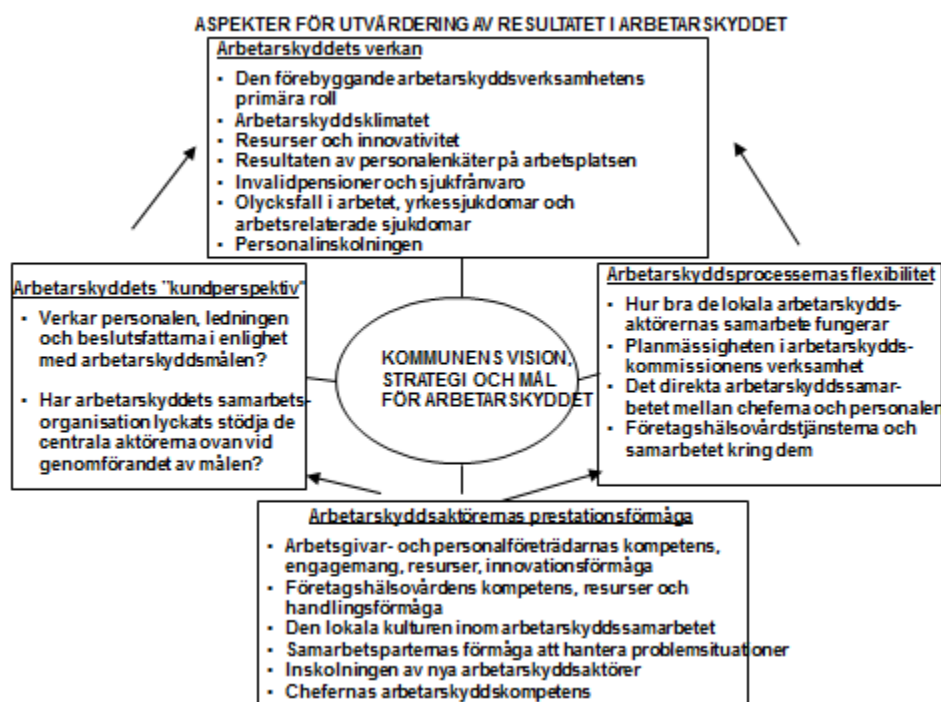 ASPEKTER FÖR UTVÄRDERING AV RESULTATET I ARBETARSKYDDET
Arbetarskyddets verkan
• Den förebyggande arbetarskyddsverksamhetens
primära roll
• Arbetarskyddsklimatet
• Resurser och innovativitet
• Resultaten av personalenkäter på arbetsplatsen
• Invalidpensioner och sjukfrånvaro
• Olycksfall i arbetet, yrkessjukdomar och
arbetsrelaterade sjukdomar
• Personalinskolningen
Arbetarskyddets "kundperspektiv"
• Verkar personalen, ledningen
och beslutsfattarna i enlighet
med arbetarskyddsmålen?
• Har arbetarskyddets samarbets-
organisation lyckats stödja de
centrala aktörerna ovan vid
genomförandet av målen?
KOMMUNENS VISION,
STRATEGI OCH MÅL
FÖR ARBETARSKYDDET
Arbetarskyddsprocessernas flexibilitet
• Hur bra de lokala arbetarskydds-
aktörernas samarbete fungerar
• Planmässigheten i arbetarskydds-
kommissionens verksamhet
• Det direkta arbetarskyddssamar-
betet mellan cheferna och personalen
• Företagshälsovårdstjänsterna och
samarbetet kring dem
Arbetarskyddsaktörernas prestationsförmåga
• Arbetsgivar- och personalföreträdarnas kompetens,
engagemang, resurser, innovationsförmåga
• Företagshälsovårdens kompetens, resurser och
handlingsförmåga
• Den lokala kulturen inom arbetarskyddssamarbetet
• Samarbetsparternas förmåga att hantera problemsituationer
• Inskolningen av nya arbetarskyddsaktörer
• Chefernas arbetarskyddskompetens